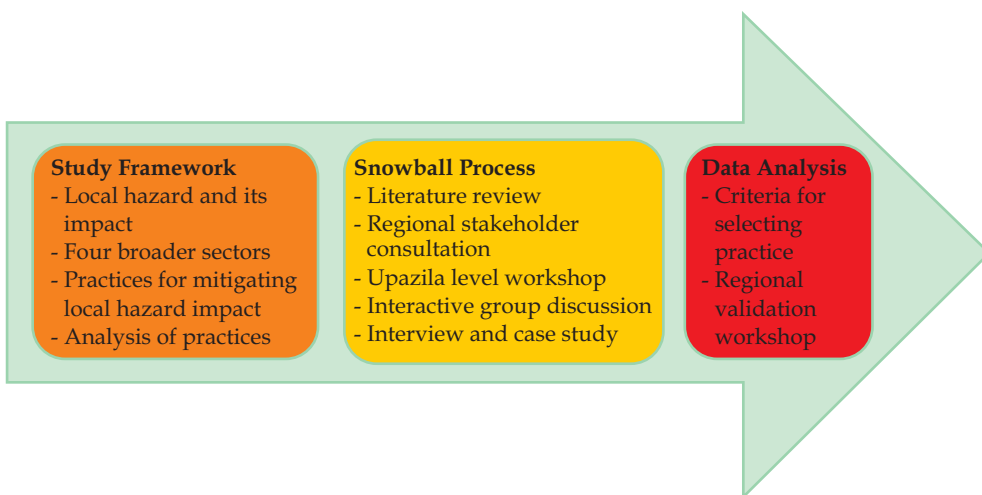 Study Framework
- Local hazard and its
impact
- Four broader sectors
- Practices for mitigating
local hazard impact
- Analysis of practices
Snowball Process
- Literature review
- Regional stakeholder
consultation
- Upazila level workshop
- Interactive group discussion
- Interview and case study
Data Analysis
- Criteria for
selecting
practice
- Regional
validation
workshop